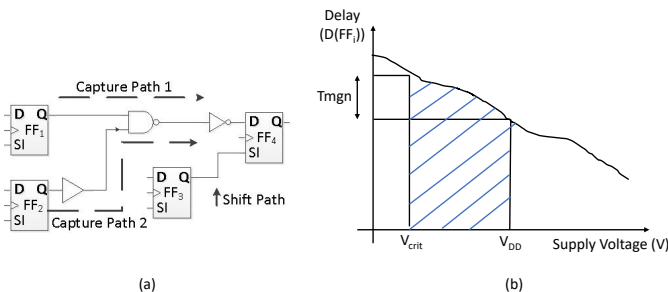 Capture Path 1
D Q
FF1
SI
D Q
FF2
SI
Capture Path 2
D Q
FF3
SI
Shift Path
D Q
FF4
SI
(a)
Delay
(D(FFi))
Tmgn
Vcrit
VDD
Supply Voltage (V)
(b)